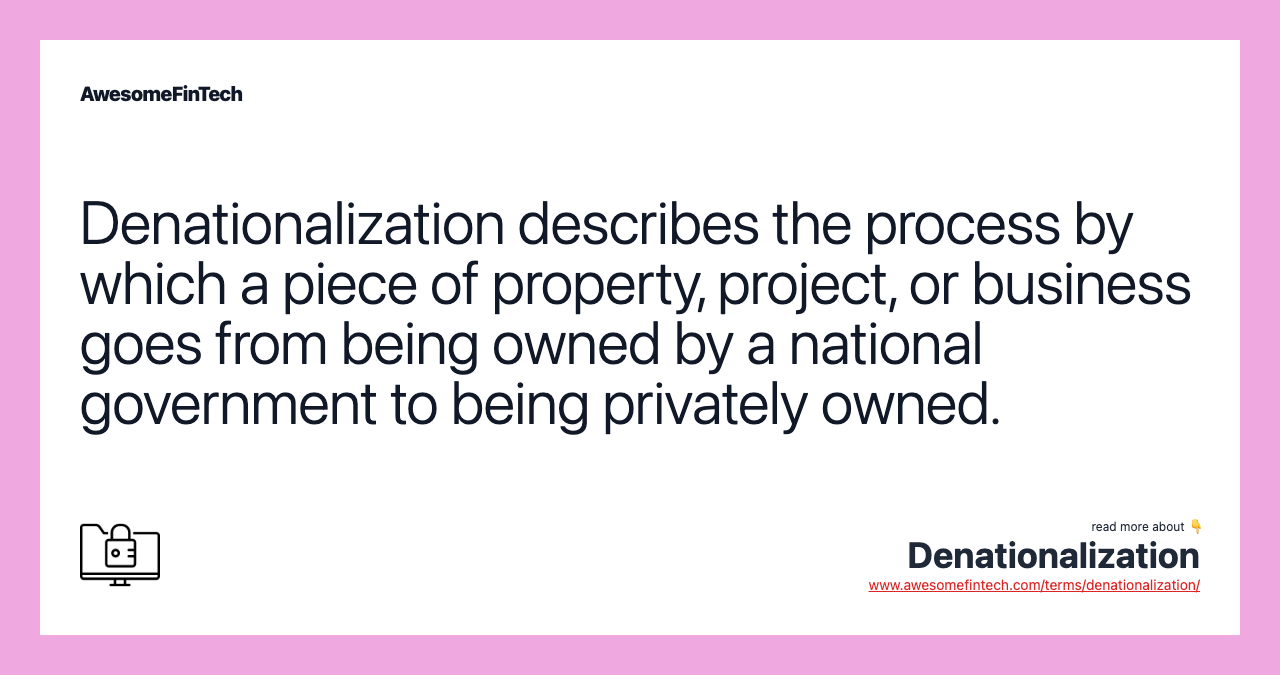 AwesomeFinTech
Denationalization describes the process by
which a piece of property, project, or business
goes from being owned by a national
government to being privately owned.
read more about 👇
Denationalization
www.awesomefintech.com/terms/denationalization/